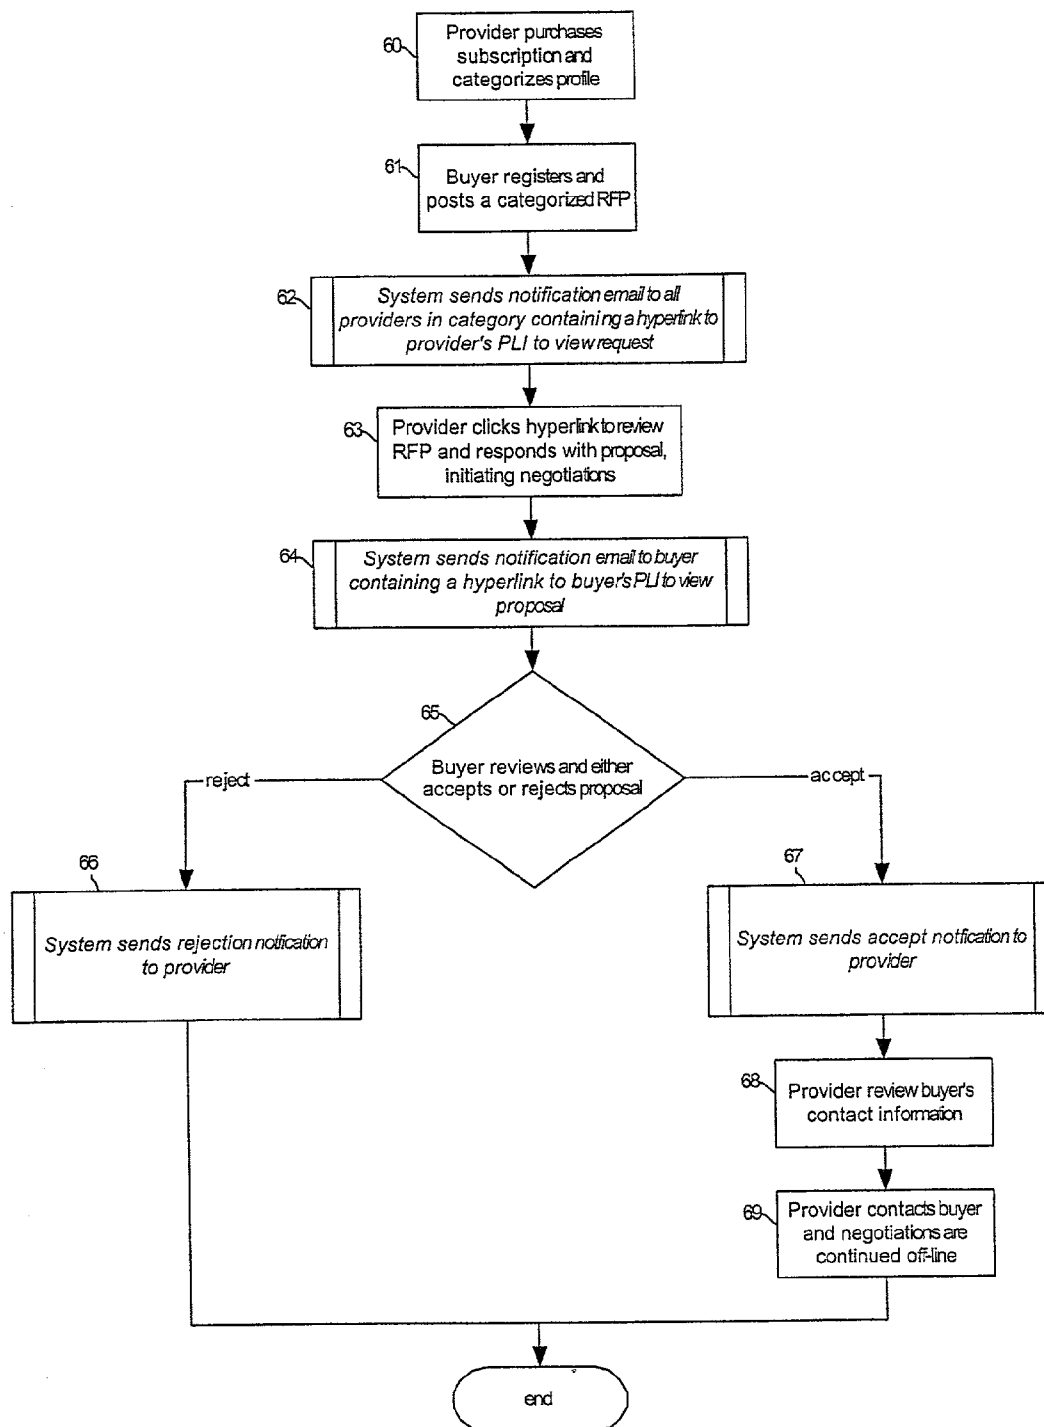 60
Provider purchases
subscription and
categorizes profile
61
Buyer registers and
posts a categorized RFP
62
System sends notification email to all
providers in category containing a hyperlink to
provider's PLI to view request
63
Provider clicks hyperlink to review
RFP and responds with proposal,
initiating negotiations
64
System sends notification email to buyer
containing a hyperlink to buyer's PLI to view
proposal
65
Buyer reviews and either
accepts or rejects proposal
reject
accept
66
System sends rejection notification
to provider
67
System sends accept notfication to
provider
68
Provider review buyer's
contact information
69
Provider contacts buyer
and negotiations are
continued off-line
end